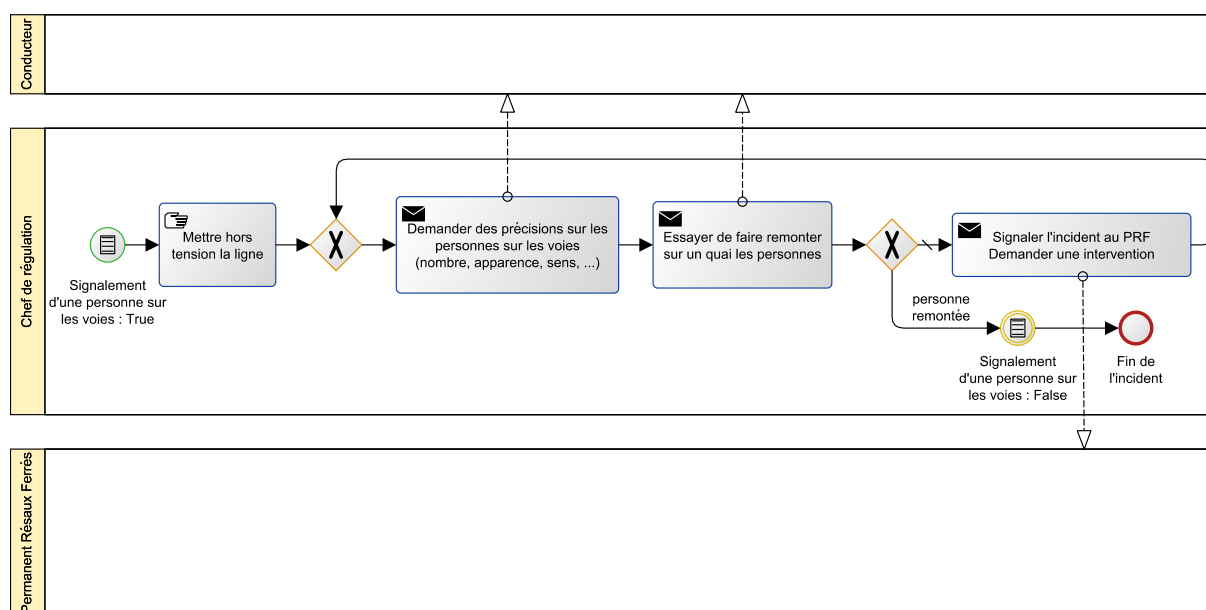 Conducteur
Chef de régulation
Signalement
d'une personne sur
les voies : True
Mettre hors
tension la ligne
Demander des précisions sur les
personnes sur les voies
(nombre, apparence, sens, ...)
Essayer de faire remonter
sur un quai les personnes
Signaler l'incident au PRF
Demander une intervention
personne
remontée
Signalement
d'une personne sur
les voies : False
Fin de
l'incident
Permanent Résaux Ferrés